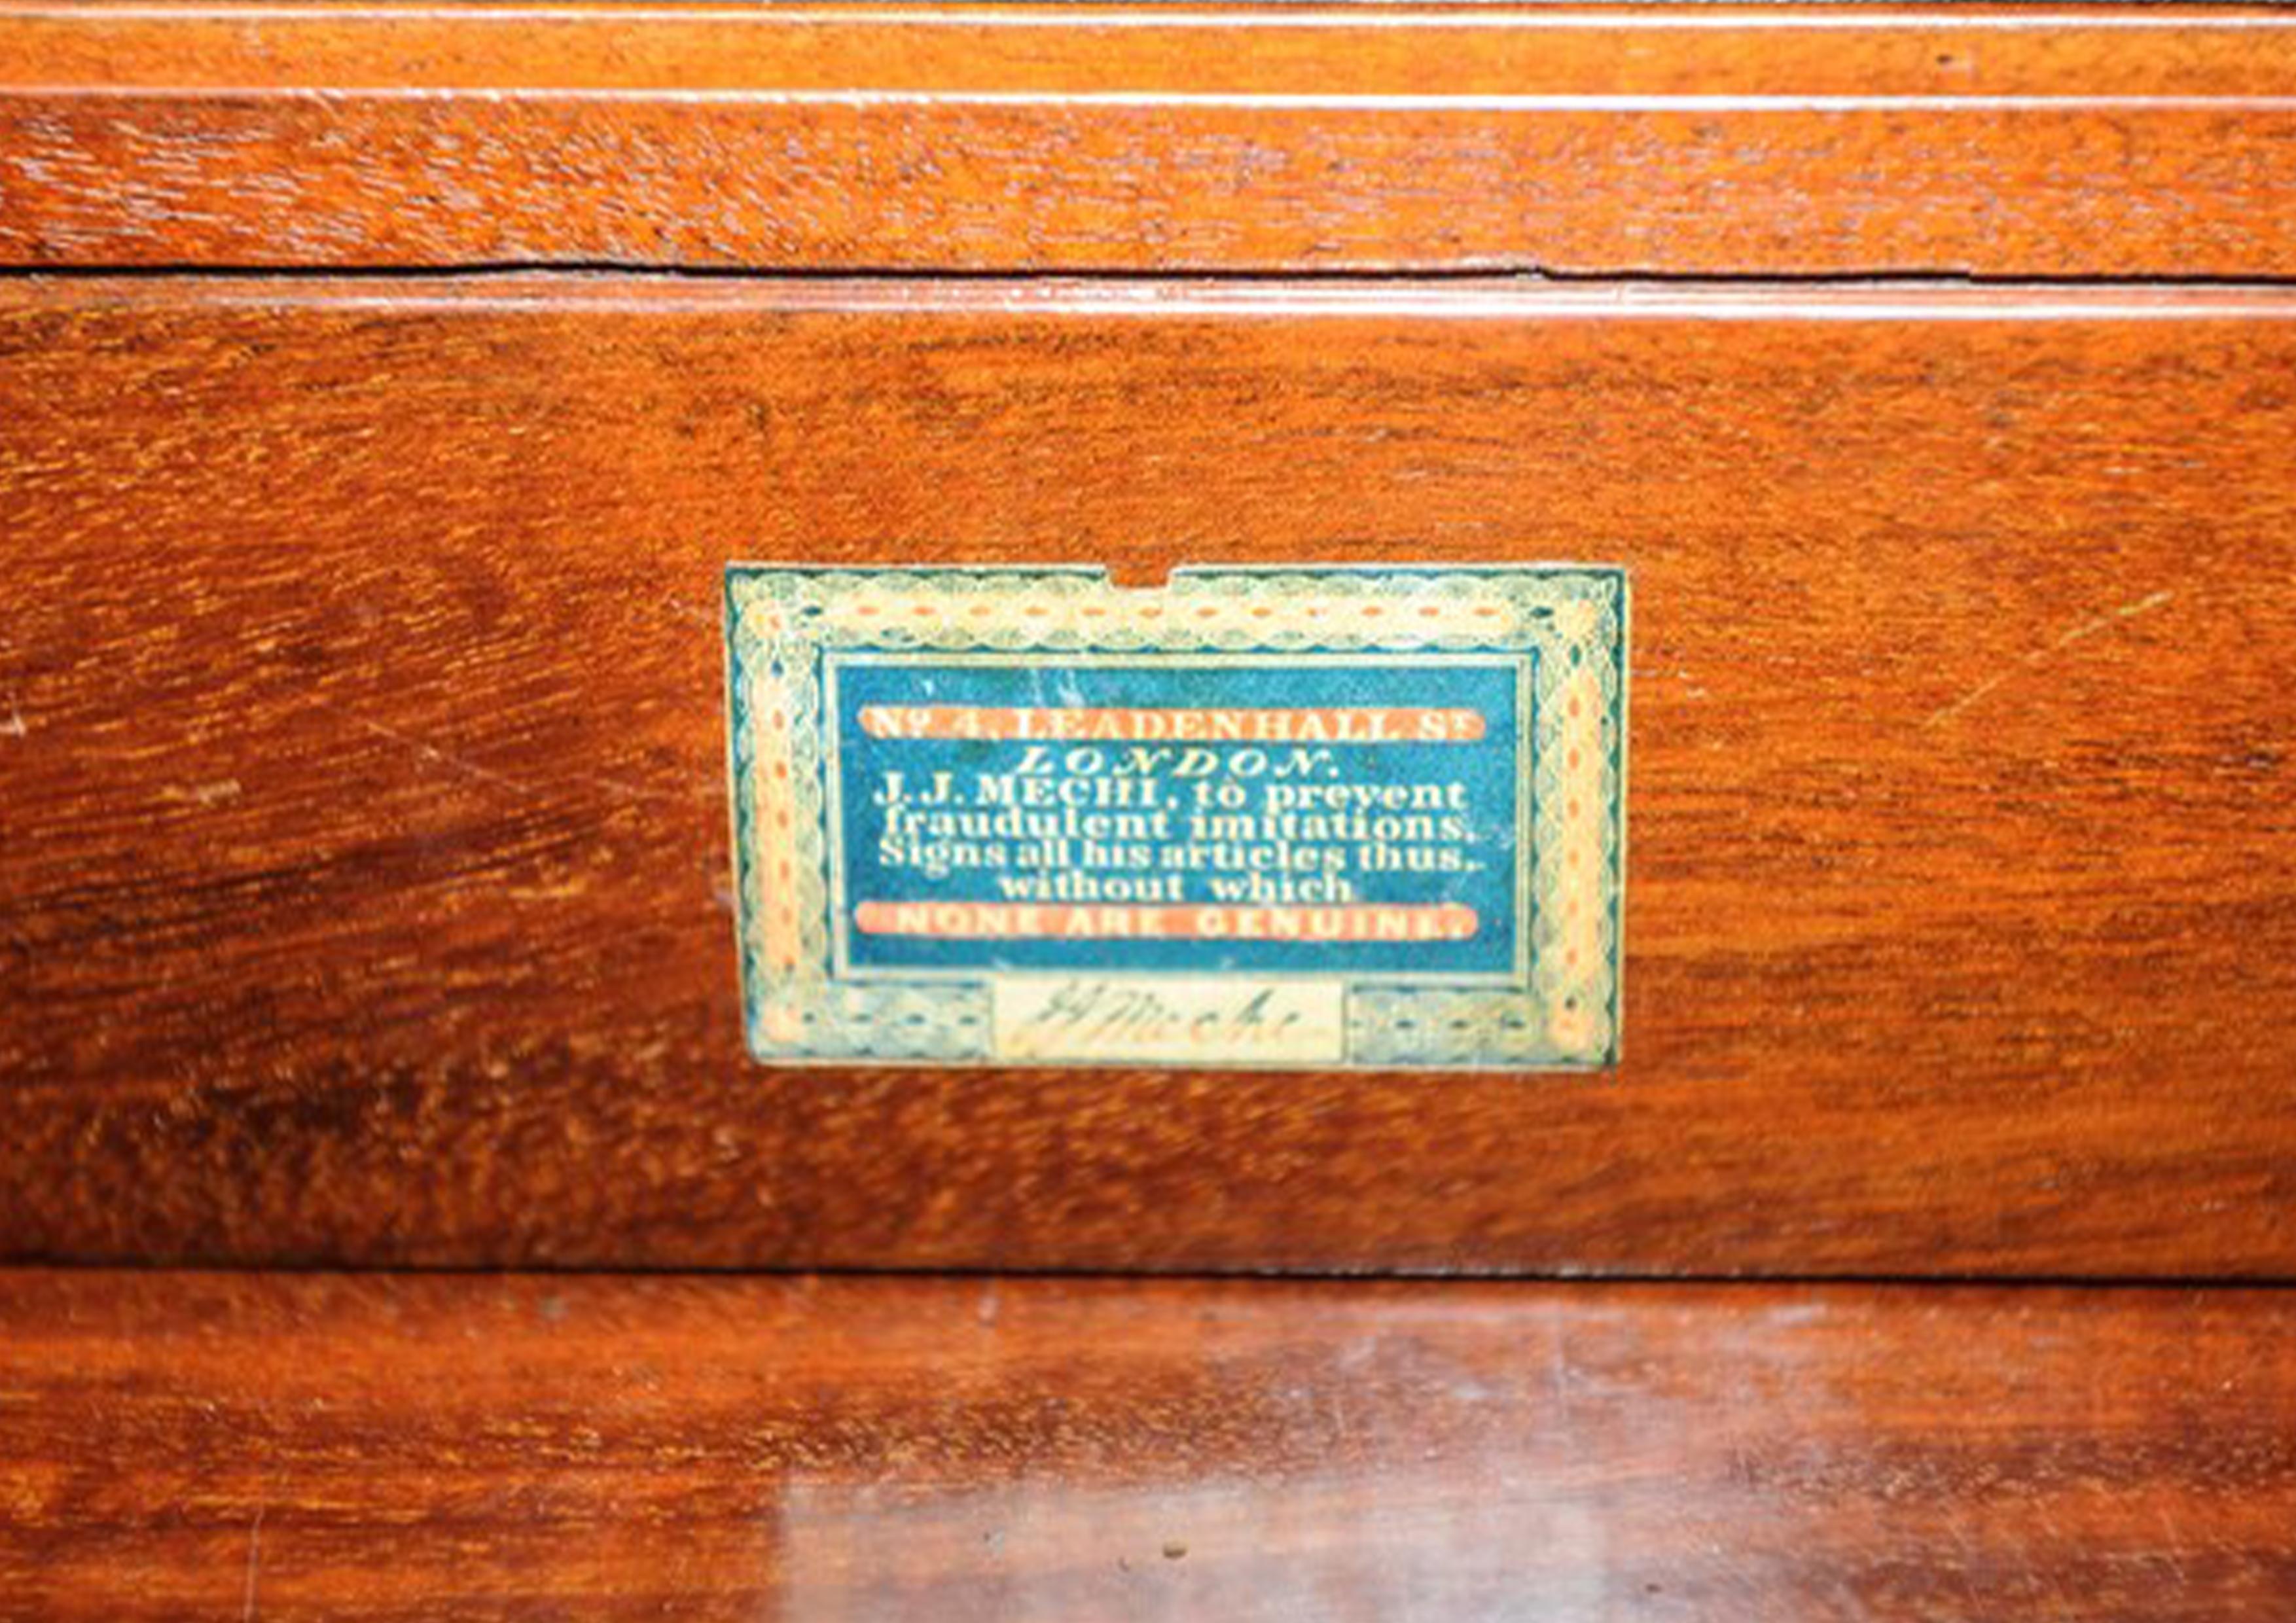 No. 4, LEADENHALL St
LONDON.
J.J. MECHI, to prevent
fraudulent imitations,
Signs all his articles thus,
without which
NONE ARE GENUINE.
JJ Mechi